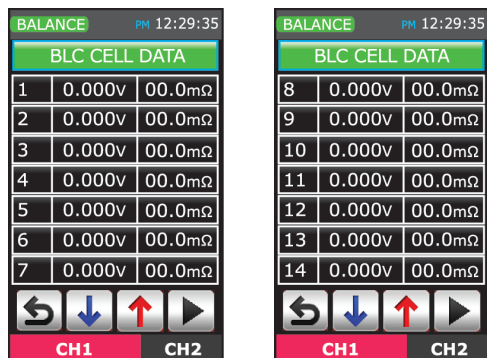 BALANCE PM 12:29:35
BLC CELL DATA
1 0.000V 00.0mΩ
2 0.000V 00.0mΩ
3 0.000V 00.0mΩ
4 0.000V 00.0mΩ
5 0.000V 00.0mΩ
6 0.000V 00.0mΩ
7 0.000V 00.0mΩ
CH1 CH2
BALANCE PM 12:29:35
BLC CELL DATA
8 0.000V 00.0mΩ
9 0.000V 00.0mΩ
10 0.000V 00.0mΩ
11 0.000V 00.0mΩ
12 0.000V 00.0mΩ
13 0.000V 00.0mΩ
14 0.000V 00.0mΩ
CH1 CH2